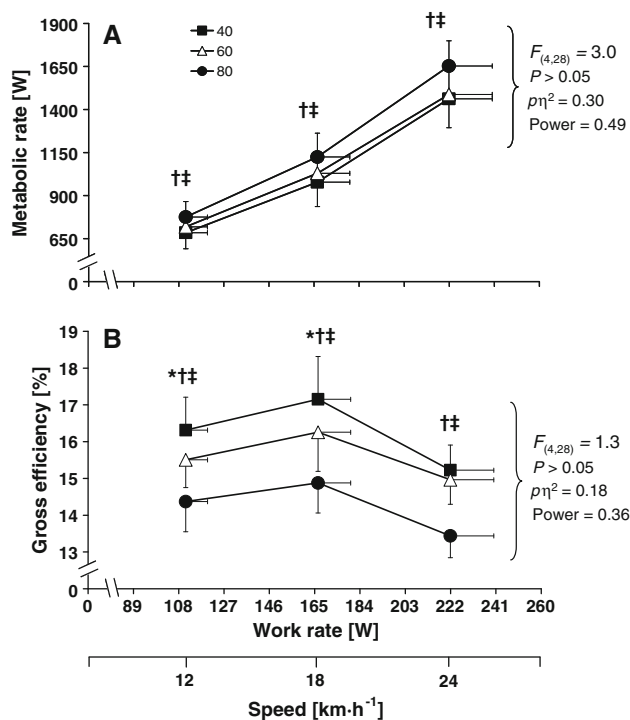 A
40
60
80
Metabolic rate [W]
1900
1650
1400
1150
900
650
0
†‡
†‡
†‡
F(4,28) = 3.0
P > 0.05
pη² = 0.30
Power = 0.49
B
Gross efficiency [%]
19
18
17
16
15
14
13
0
*†‡
*†‡
†‡
F(4,28) = 1.3
P > 0.05
pη² = 0.18
Power = 0.36
0 89 108 127 146 165 184 203 222 241 260
Work rate [W]
12 18 24
Speed [km·h⁻¹]